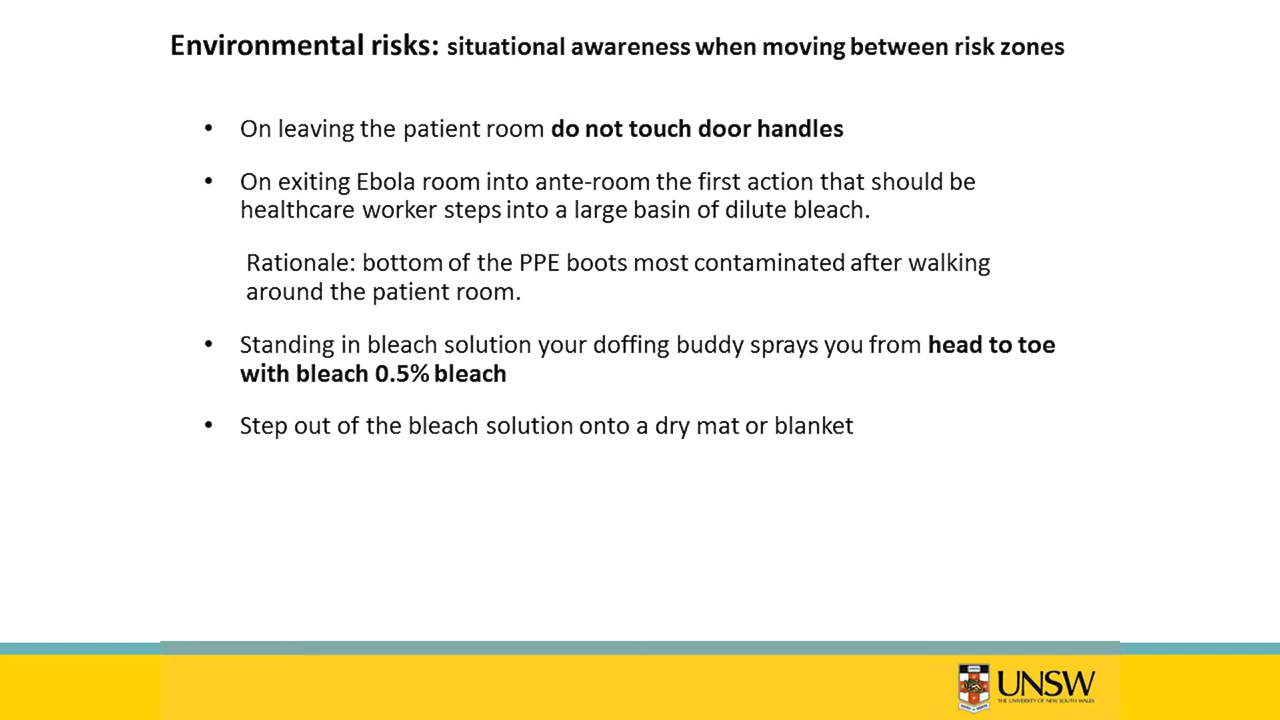 Environmental risks: situational awareness when moving between risk zones
• On leaving the patient room do not touch door handles
• On exiting Ebola room into ante-room the first action that should be
healthcare worker steps into a large basin of dilute bleach.
Rationale: bottom of the PPE boots most contaminated after walking
around the patient room.
• Standing in bleach solution your doffing buddy sprays you from head to toe
with bleach 0.5% bleach
• Step out of the bleach solution onto a dry mat or blanket
UNSW
THE UNIVERSITY OF NEW SOUTH WALES